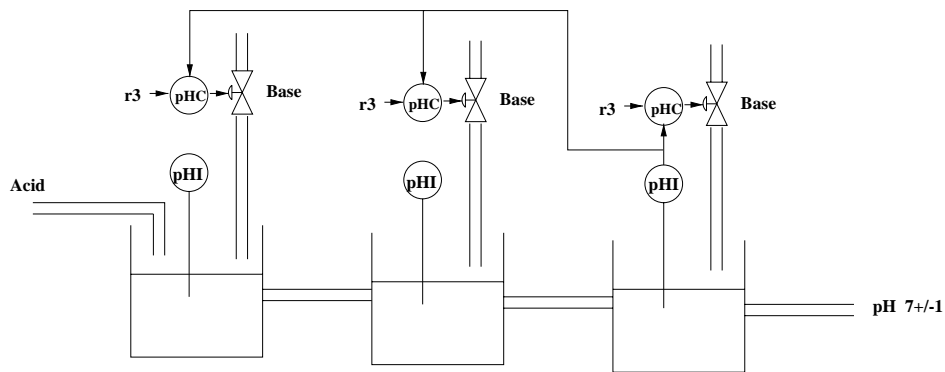 r3
pHC
Base
r3
pHC
Base
r3
pHC
Base
pHI
pHI
pHI
Acid
pH 7+/-1